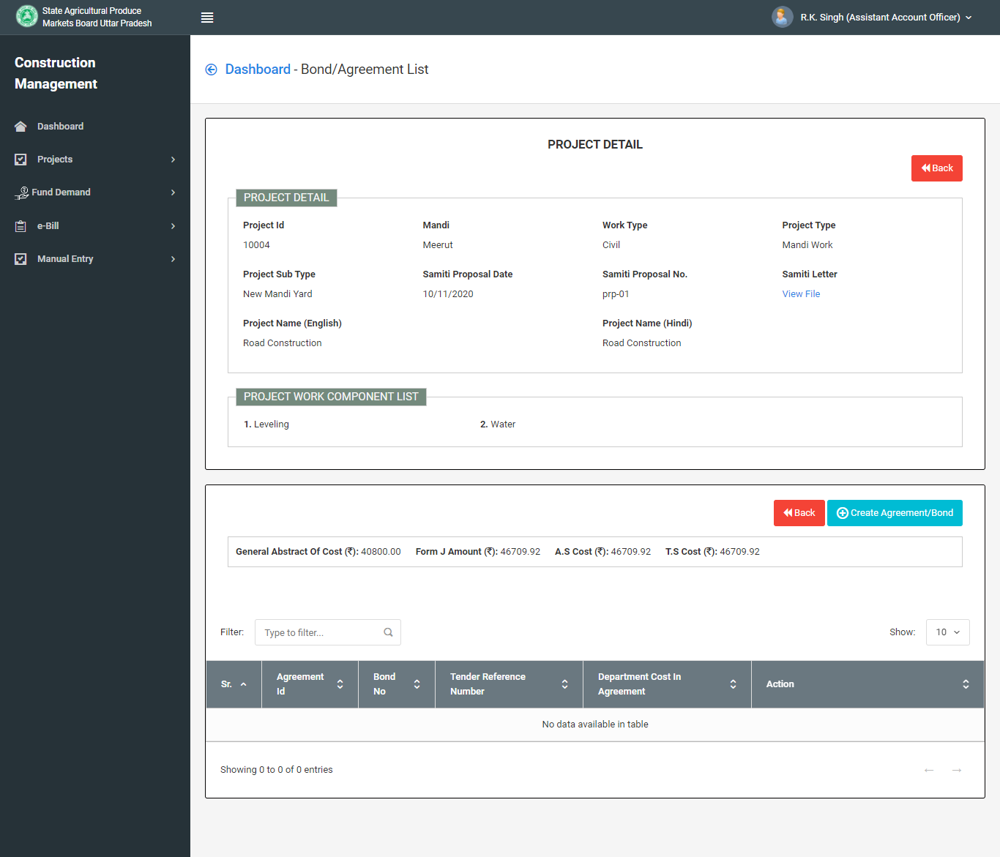 State Agricultural Produce
Markets Board Uttar Pradesh
R.K. Singh (Assistant Account Officer)
Construction
Management
Dashboard
Projects
Fund Demand
e-Bill
Manual Entry
Dashboard - Bond/Agreement List
PROJECT DETAIL
Back
PROJECT DETAIL
Project Id Mandi Work Type Project Type
10004 Meerut Civil Mandi Work
Project Sub Type Samiti Proposal Date Samiti Proposal No. Samiti Letter
New Mandi Yard 10/11/2020 prp-01 View File
Project Name (English) Project Name (Hindi)
Road Construction Road Construction
PROJECT WORK COMPONENT LIST
1. Leveling 2. Water
Back Create Agreement/Bond
General Abstract Of Cost (₹): 40800.00 Form J Amount (₹): 46709.92 A.S Cost (₹): 46709.92 T.S Cost (₹): 46709.92
Filter: Type to filter... Show: 10
Sr. Agreement Id Bond No Tender Reference Number Department Cost In Agreement Action
No data available in table
Showing 0 to 0 of 0 entries